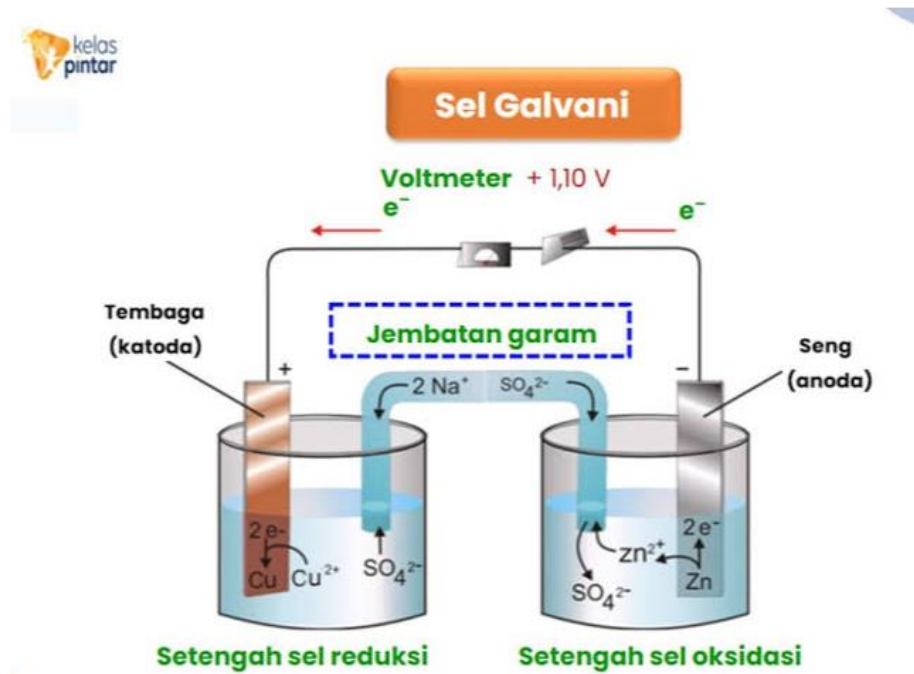 kelas
pintar
Sel Galvani
Voltmeter + 1,10 V
e⁻
e⁻
Tembaga
(katoda)
Jembatan garam
Seng
(anoda)
+
−
2 Na⁺
SO₄²⁻
2 e-
Cu
Cu²⁺
SO₄²⁻
Zn²⁺
2e⁻
Zn
SO₄²⁻
Setengah sel reduksi
Setengah sel oksidasi